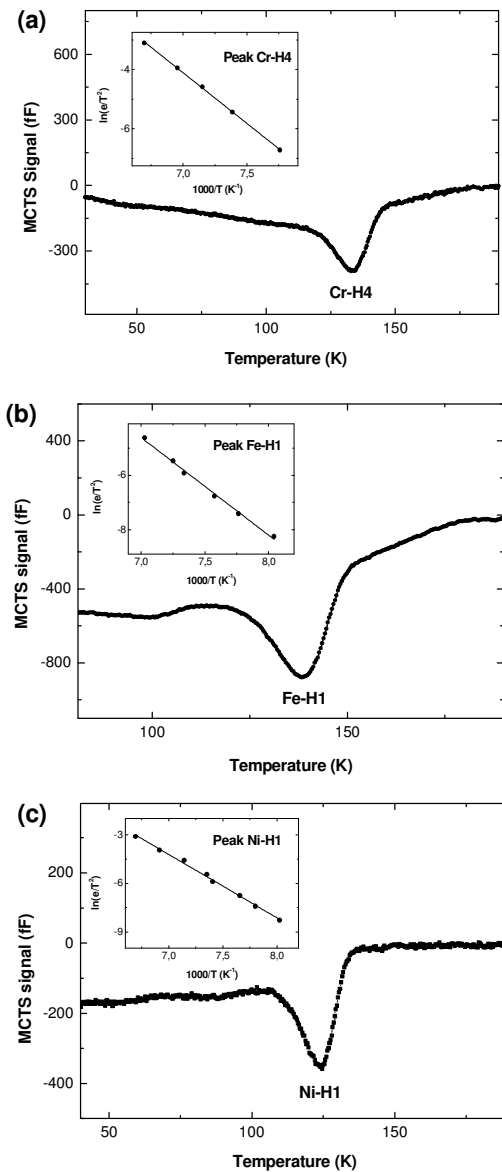 (a)
600
300
0
-300
MCTS Signal (fF)
Peak Cr-H4
-4
-6
ln(e/T²)
7,0
7,5
1000/T (K⁻¹)
Cr-H4
50
100
150
Temperature (K)
(b)
400
0
-400
-800
MCTS signal (fF)
Peak Fe-H1
-6
-8
ln(e/T²)
7,0
7,5
8,0
1000/T (K⁻¹)
Fe-H1
100
150
Temperature (K)
(c)
200
0
-200
-400
MCTS signal (fF)
Peak Ni-H1
-3
-6
-9
ln(e/T²)
7,0
7,5
8,0
1000/T (K⁻¹)
Ni-H1
50
100
150
Temperature (K)